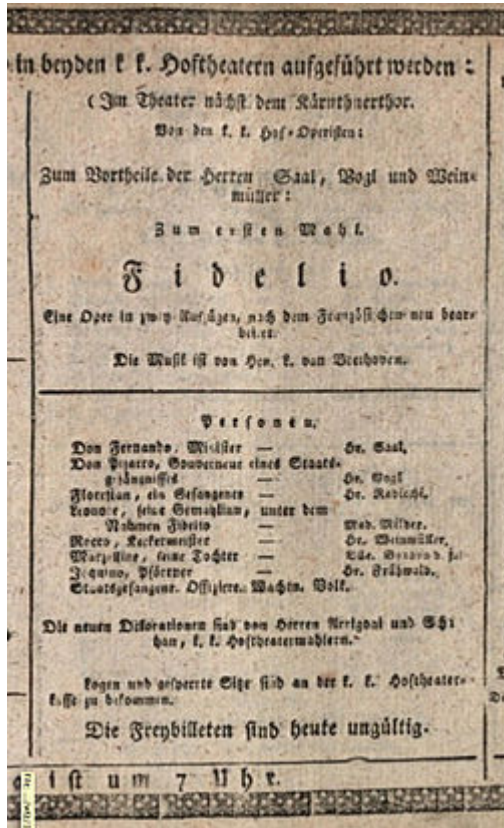 in beyden k. k. Hoftheatern aufgeführt werden:
(Im Theater nächst dem Kärnthnerthor.
Von den k. k. Hof-Operisten:
Zum Vortheile der Herren Saal, Vogl und Wein-
müller:
Zum ersten Mahl.
Fidelio.
Eine Oper in zwey Aufzügen, nach dem Französischen neu bear-
beitet.
Die Musik ist von Hrn. L. van Beethoven.
Personen.
Don Fernando, Minister — Hr. Saal.
Don Pizarro, Gouverneur eines Staats-
gefängnisses — Hr. Vogl
Florestan, ein Gefangener — Hr. Radichi.
Leonore, seine Gemahlinn, unter dem
Nahmen Fidelio — Mad. Milder.
Rocco, Kerkermeister — Hr. Weinmüller.
Marzelline, seine Tochter — Dlle.
Jaquino, Pförtner — Hr. Frühwald.
Staatsgefangene. Offiziere. Wachen. Volk.
Die neuen Dekorationen sind von Herren Arrigoni und
k. k. Hoftheatermahlern.
Logen und gesperrte Sitze sind an der k. k. Hoftheater-
kasse zu bekommen.
Die Freybilleten sind heute ungültig.
ist um 7 Uhr.